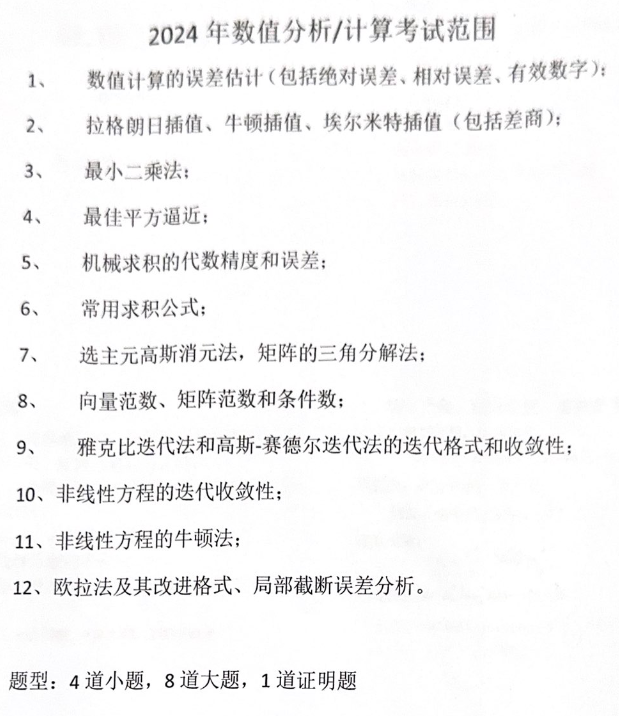 2024 年数值分析/计算考试范围
1、 数值计算的误差估计（包括绝对误差、相对误差、有效数字）；
2、 拉格朗日插值、牛顿插值、埃尔米特插值（包括差商）；
3、 最小二乘法；
4、 最佳平方逼近；
5、 机械求积的代数精度和误差；
6、 常用求积公式；
7、 选主元高斯消元法，矩阵的三角分解法；
8、 向量范数、矩阵范数和条件数；
9、 雅克比迭代法和高斯-赛德尔迭代法的迭代格式和收敛性；
10、非线性方程的迭代收敛性；
11、非线性方程的牛顿法；
12、欧拉法及其改进格式、局部截断误差分析。
题型：4 道小题，8 道大题，1 道证明题